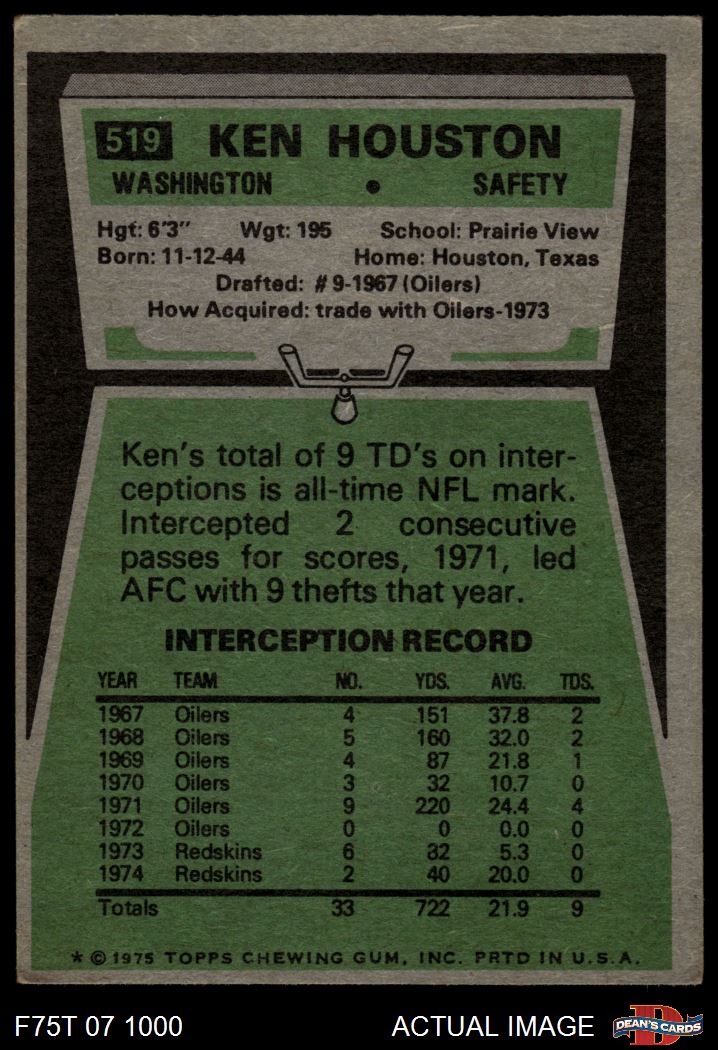 519 KEN HOUSTON
WASHINGTON • SAFETY
Hgt: 6'3" Wgt: 195 School: Prairie View
Born: 11-12-44 Home: Houston, Texas
Drafted: #9-1967 (Oilers)
How Acquired: trade with Oilers-1973
Ken's total of 9 TD's on inter-
ceptions is all-time NFL mark.
Intercepted 2 consecutive
passes for scores, 1971, led
AFC with 9 thefts that year.
INTERCEPTION RECORD
YEAR TEAM NO. YDS. AVG. TDS.
1967 Oilers 4 151 37.8 2
1968 Oilers 5 160 32.0 2
1969 Oilers 4 87 21.8 1
1970 Oilers 3 32 10.7 0
1971 Oilers 9 220 24.4 4
1972 Oilers 0 0 0.0 0
1973 Redskins 6 32 5.3 0
1974 Redskins 2 40 20.0 0
Totals 33 722 21.9 9
* © 1975 TOPPS CHEWING GUM, INC. PRTD IN U.S.A.
F75T 07 1000 ACTUAL IMAGE D DEAN'S CARDS